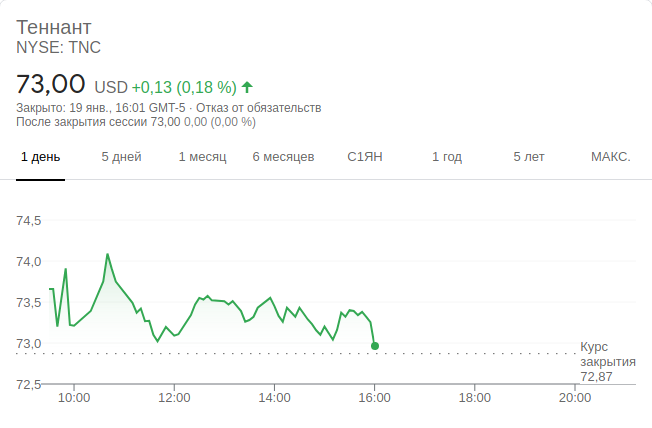 Теннант
NYSE: TNC
73,00 USD +0,13 (0,18 %)
Закрыто: 19 янв., 16:01 GMT-5 · Отказ от обязательств
После закрытия сессии 73,00 0,00 (0,00 %)
1 день 5 дней 1 месяц 6 месяцев С1ЯН 1 год 5 лет МАКС.
74,5
74,0
73,5
73,0
Курс
закрытия
72,87
72,5
10:00 12:00 14:00 16:00 18:00 20:00